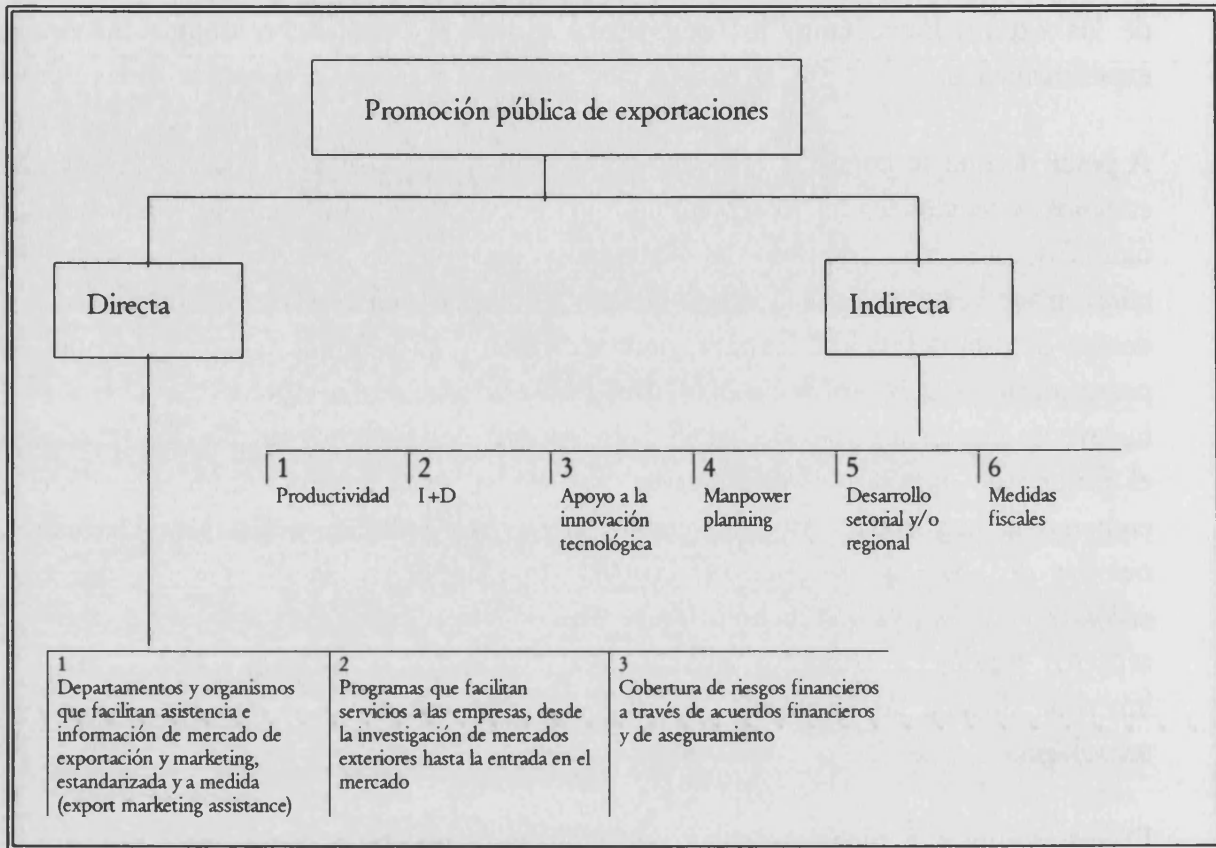 Promoción pública de exportaciones
Directa
Indirecta
1
Productividad
2
I+D
3
Apoyo a la
innovación
tecnológica
4
Manpower
planning
5
Desarrollo
setorial y/o
regional
6
Medidas
fiscales
1
Departamentos y organismos
que facilitan asistencia e
información de mercado de
exportación y marketing,
estandarizada y a medida
(export marketing assistance)
2
Programas que facilitan
servicios a las empresas, desde
la investigación de mercados
exteriores hasta la entrada en el
mercado
3
Cobertura de riesgos financieros
a través de acuerdos financieros
y de aseguramiento